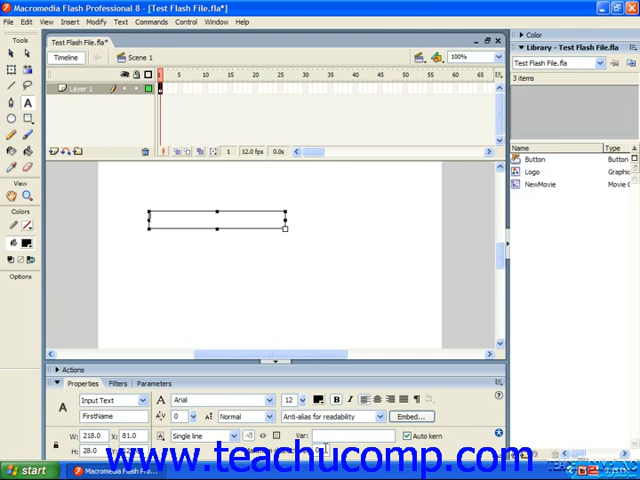 Macromedia Flash Professional 8 - [Test Flash File.fla*]
File Edit View Insert Modify Text Commands Control Window Help
Tools
View
Colors
Options
Test Flash File.fla*
Timeline Scene 1 100%
1 5 10 15 20 25 30 35 40 45 50 55 60 65
Layer 1
1 12.0 fps 0.0s
Color
Library - Test Flash File.fla
Test Flash File.fla
3 items
Name Type
Button Button
Logo Graphic
NewMovie Movie C
Actions
Properties Filters Parameters
Input Text Arial 12 B I
FirstName 0 Normal Anti-alias for readability Embed...
W: 218.0 X: 81.0 Single line Var: Auto kern
H: 28.0 Y:
www.teachucomp.com
start Macromedia Flash Pro...